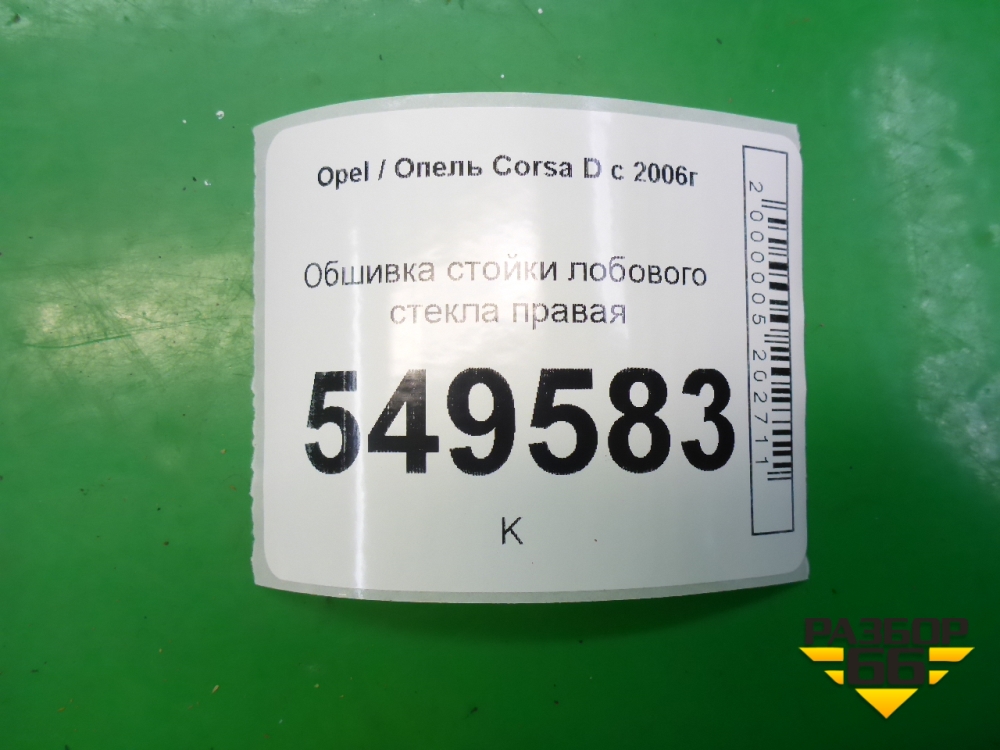 Opel / Опель Corsa D с 2006г
Обшивка стойки лобового
стекла правая
549583
К
2000005202711
РАЗБОР
66